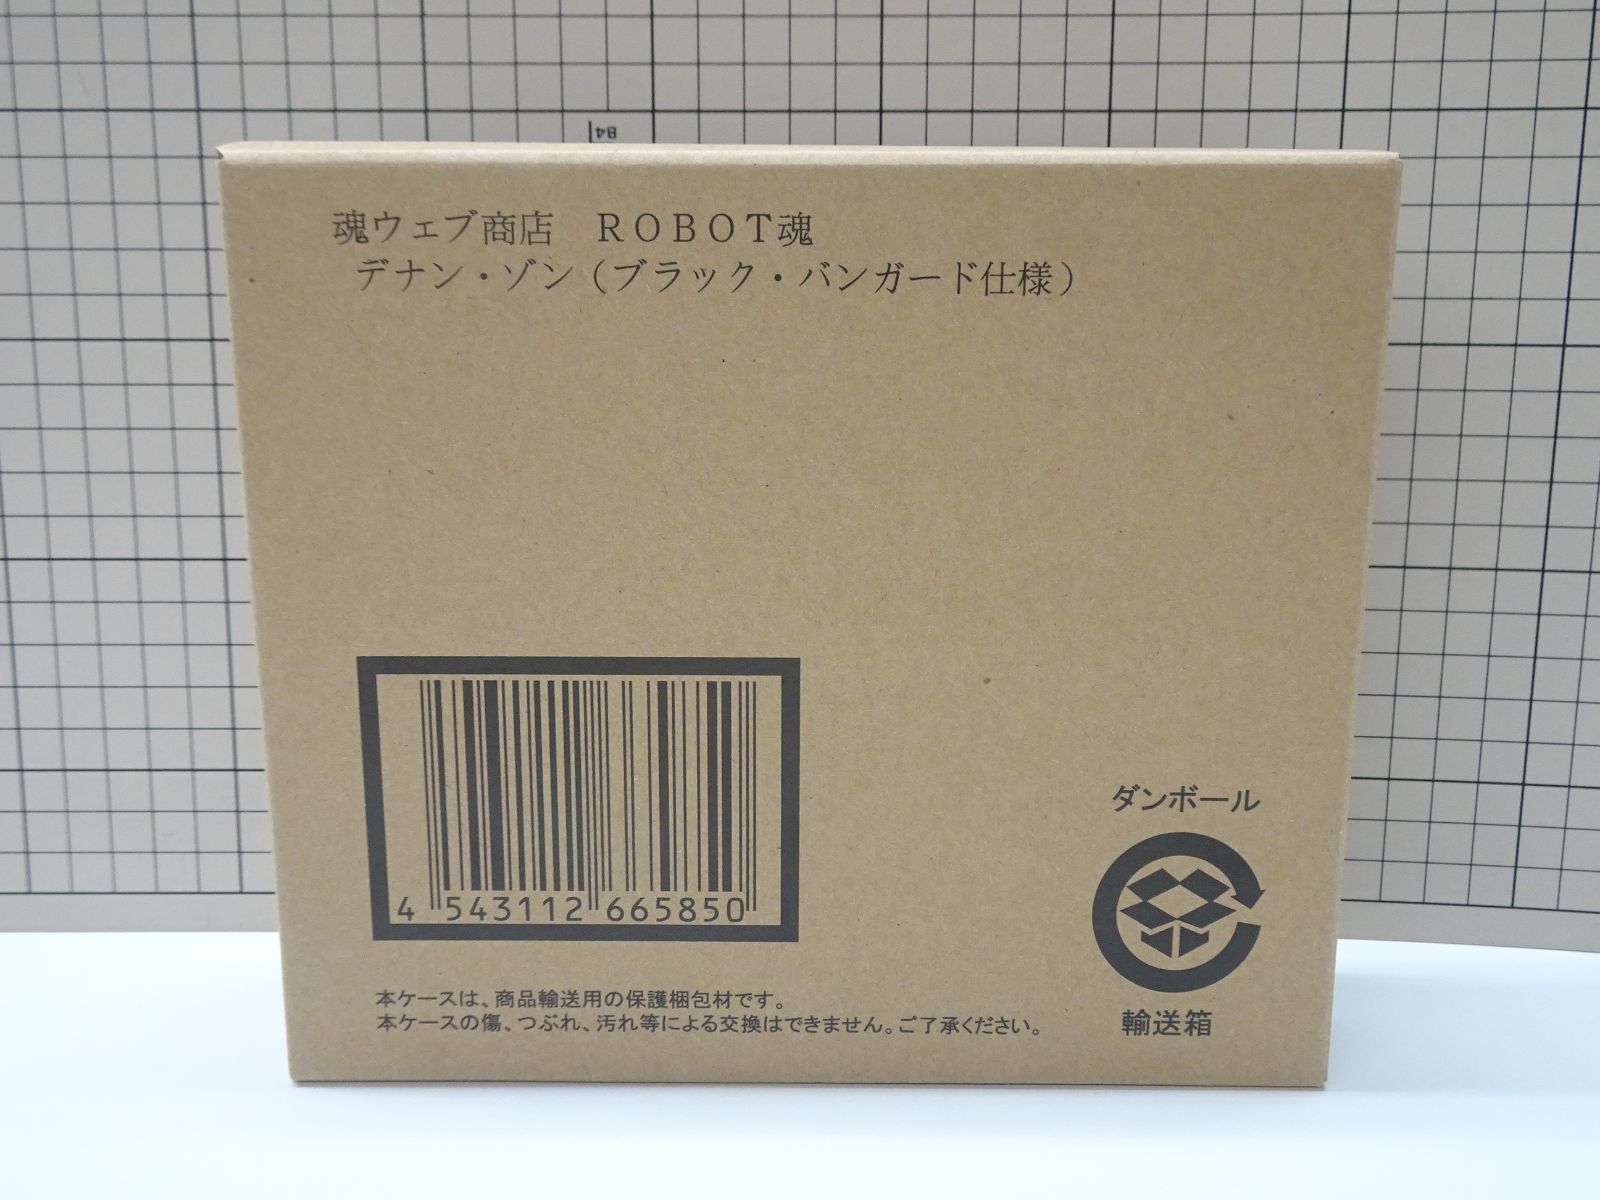 84
魂ウェブ商店　ＲＯＢＯＴ魂
デナン・ゾン（ブラック・バンガード仕様）
4 543112 665850
ダンボール
輸送箱
本ケースは、商品輸送用の保護梱包材です。
本ケースの傷、つぶれ、汚れ等による交換はできません。ご了承ください。